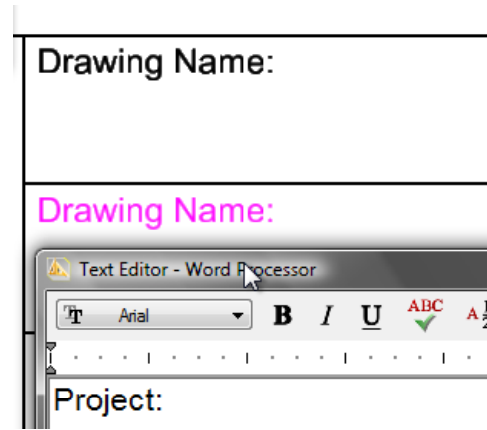 Drawing Name:
Drawing Name:
Text Editor - Word Processor
Arial B I U ABC A
Project: